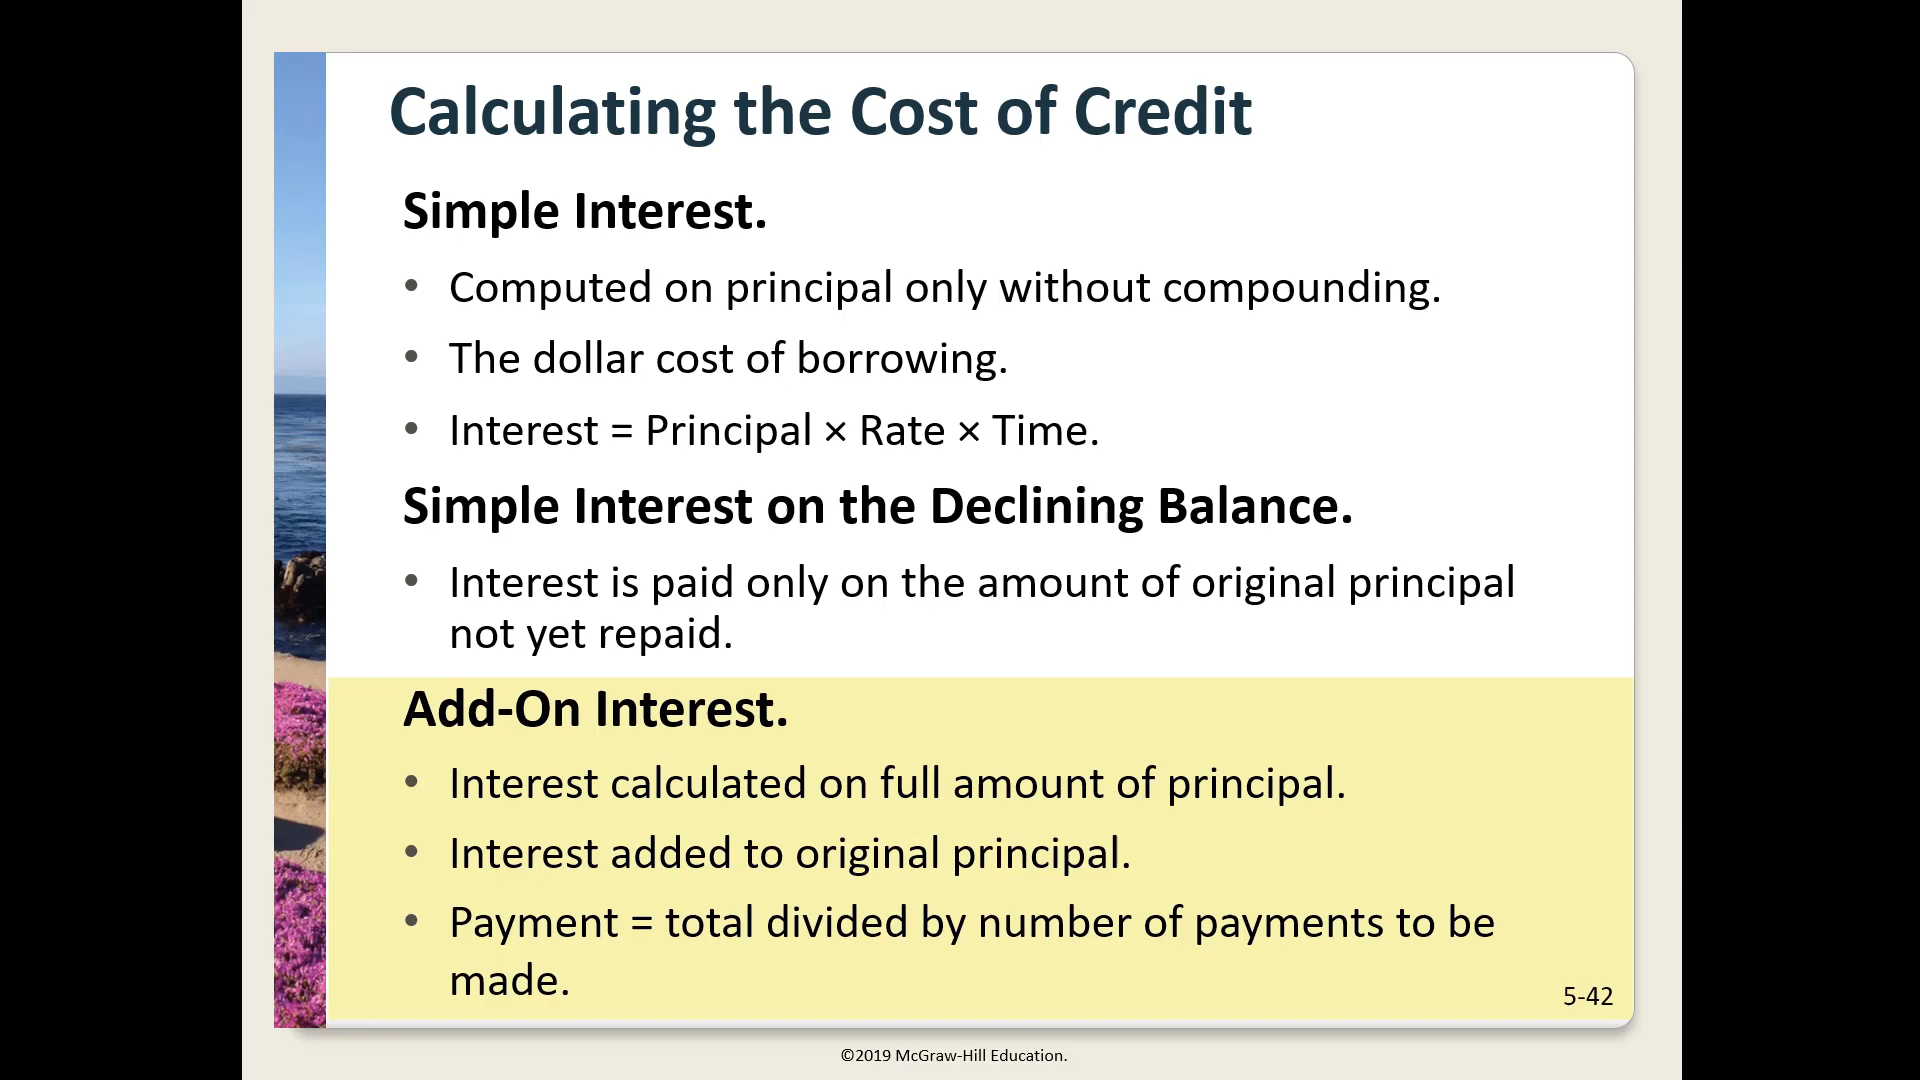 Calculating the Cost of Credit
Simple Interest.
• Computed on principal only without compounding.
• The dollar cost of borrowing.
• Interest = Principal × Rate × Time.
Simple Interest on the Declining Balance.
• Interest is paid only on the amount of original principal
not yet repaid.
Add-On Interest.
• Interest calculated on full amount of principal.
• Interest added to original principal.
• Payment = total divided by number of payments to be
made.
5-42
©2019 McGraw-Hill Education.